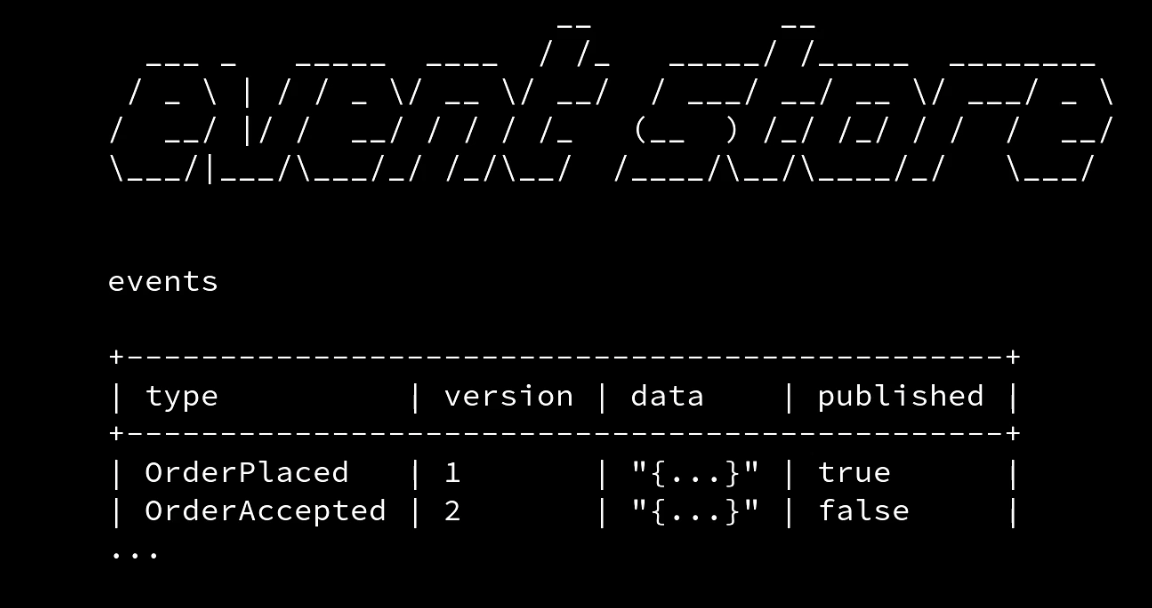 event store
events
type version data published
OrderPlaced 1 "{...}" true
OrderAccepted 2 "{...}" false
...